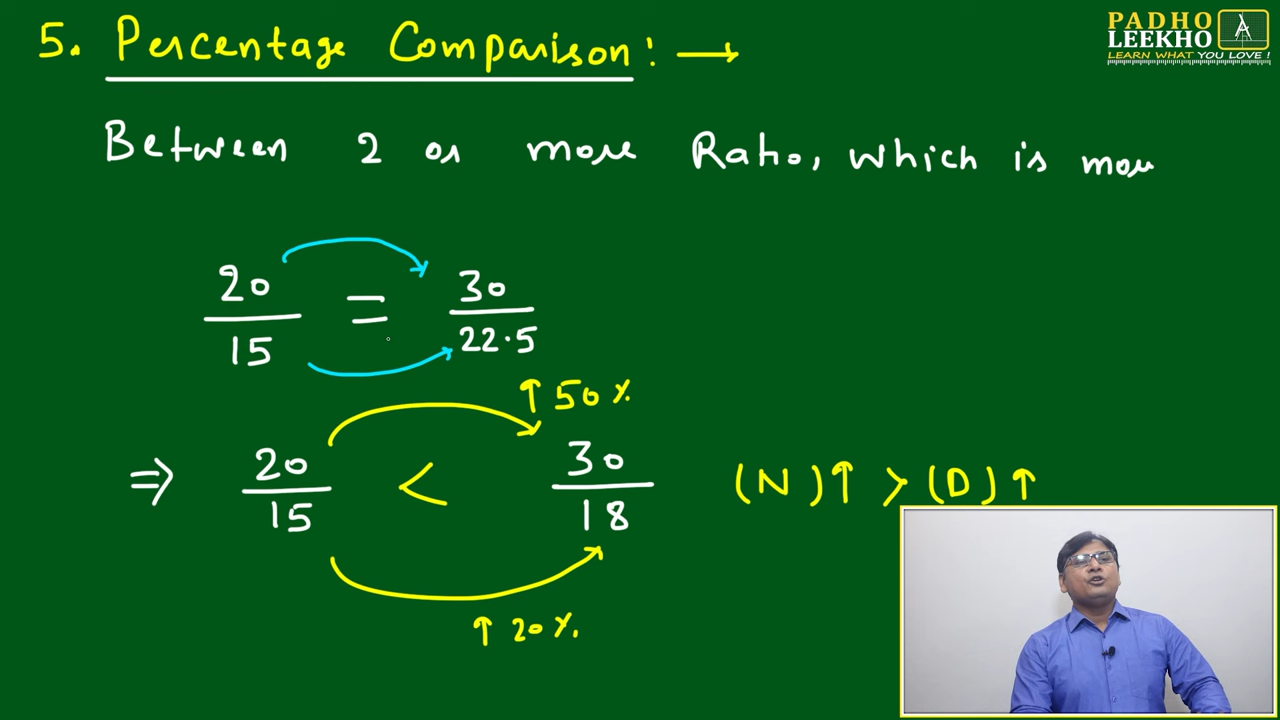 5. Percentage Comparison : →
PADHO
LEEKHO
LEARN WHAT YOU LOVE !
Between 2 or more Ratio, which is more
20/15 = 30/22.5
↑ 50 %
⇒ 20/15 < 30/18 (N)↑ > (D)↑
↑ 20 %